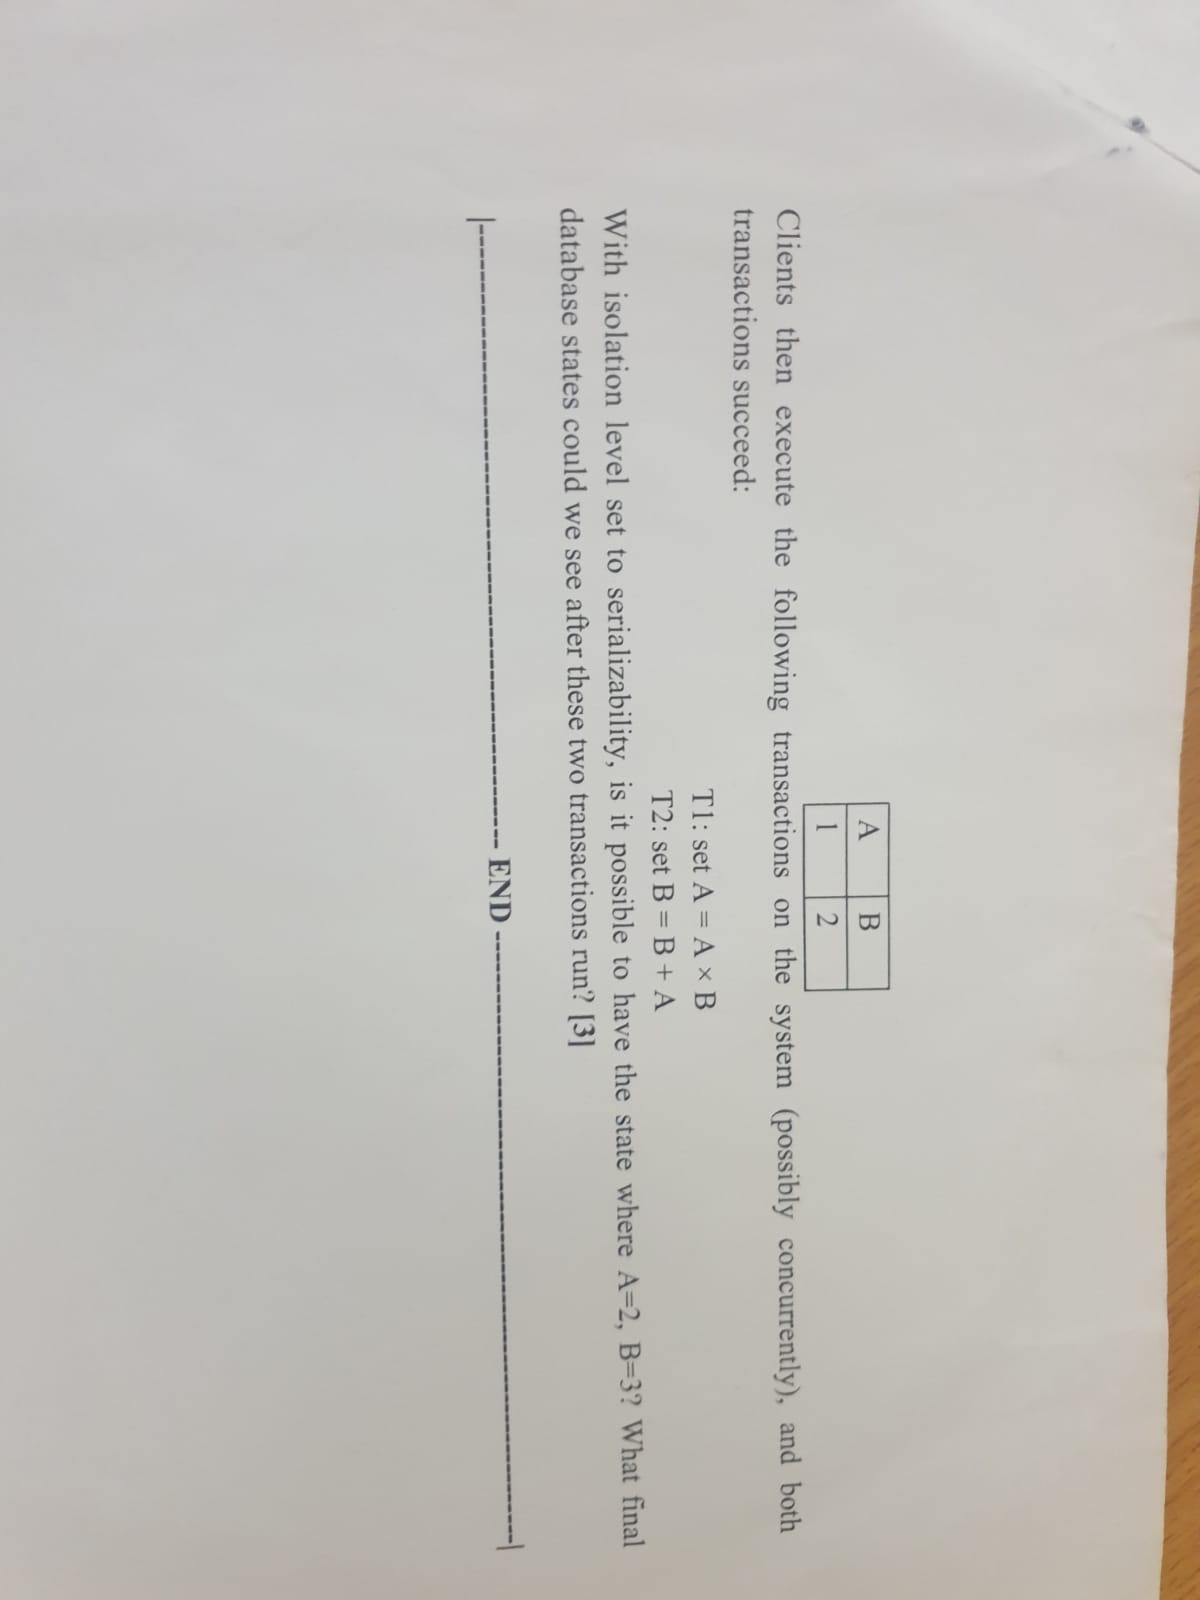 A B
1 2
Clients then execute the following transactions on the system (possibly concurrently), and both
transactions succeed:
T1: set A = A × B
T2: set B = B + A
With isolation level set to serializability, is it possible to have the state where A=2, B=3? What final
database states could we see after these two transactions run? [3]
|-------------------------------------------------------- END --------------------------------------------------------|